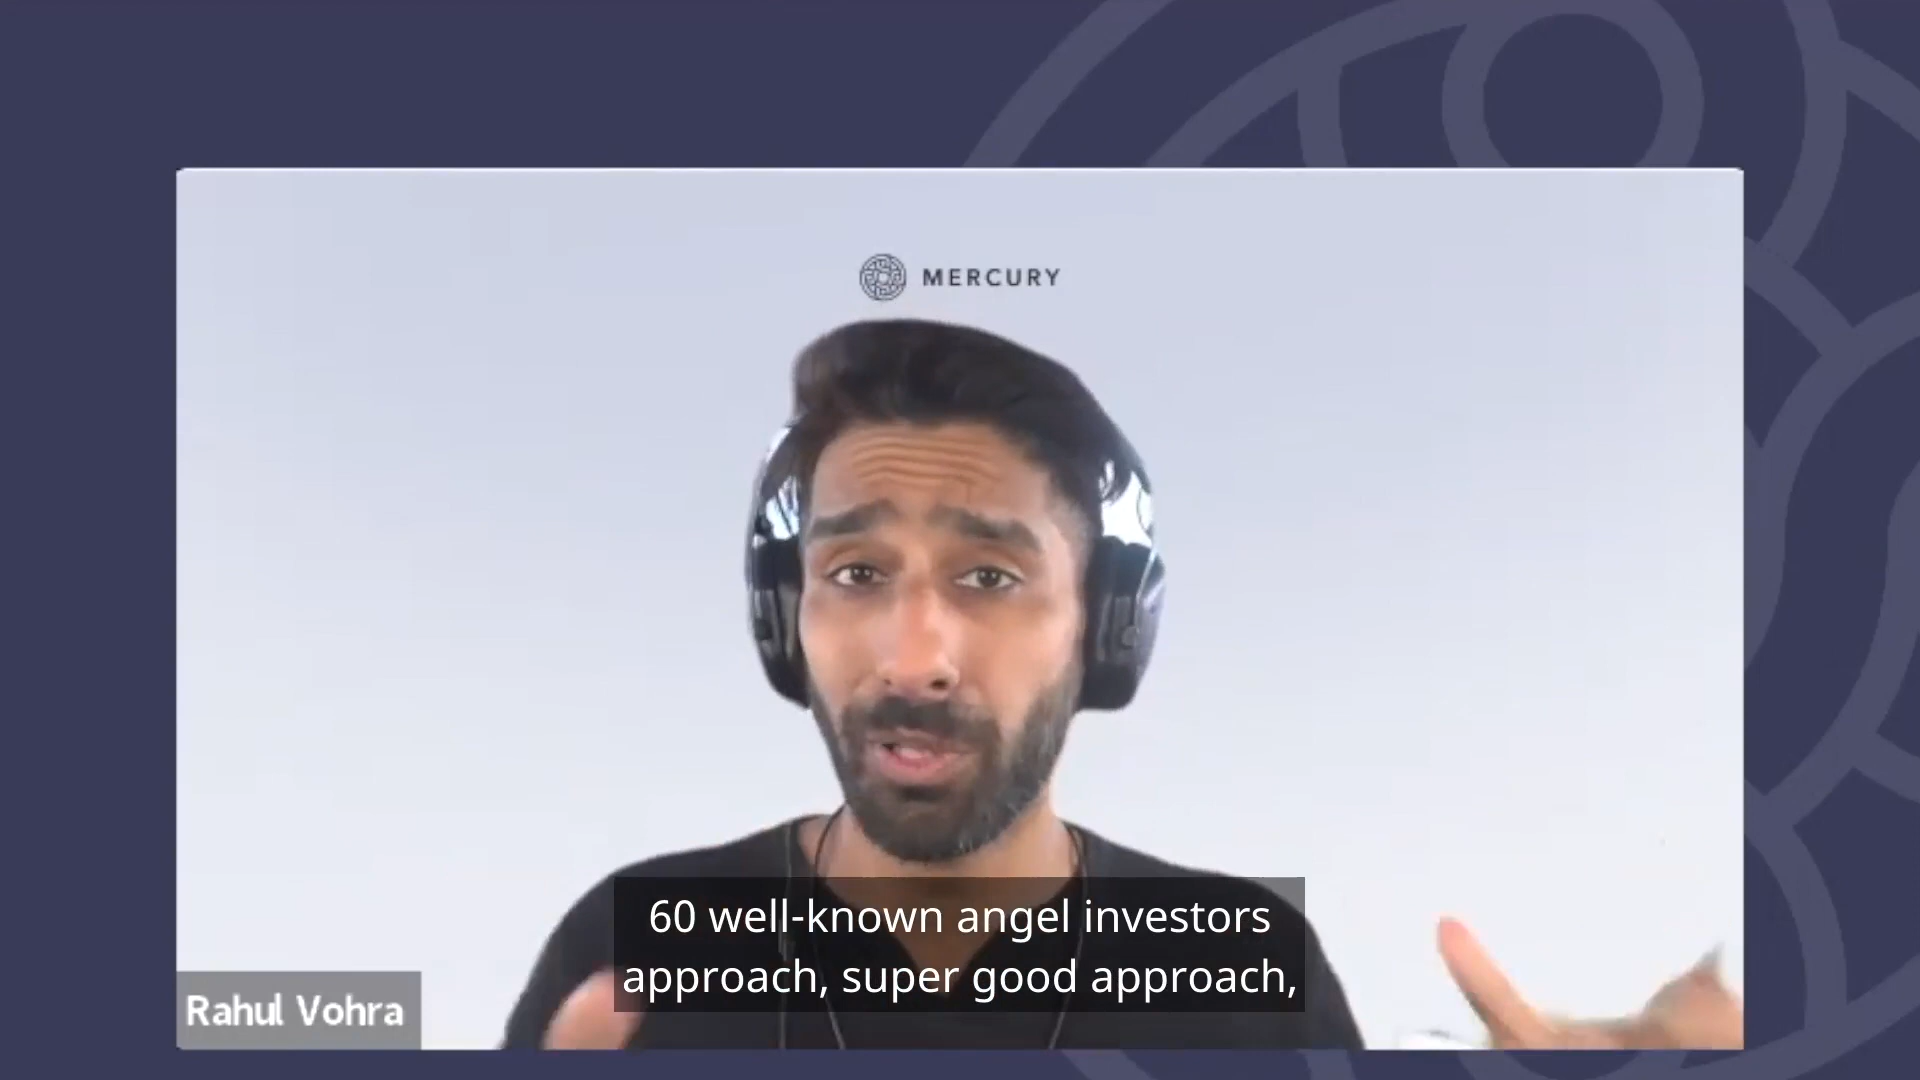 MERCURY
60 well-known angel investors
approach, super good approach,
Rahul Vohra